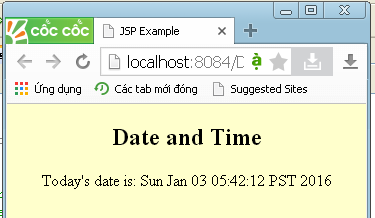 cốc cốc JSP Example
localhost:8084/D
Ứng dụng Các tab mới đóng Suggested Sites
Date and Time
Today's date is: Sun Jan 03 05:42:12 PST 2016